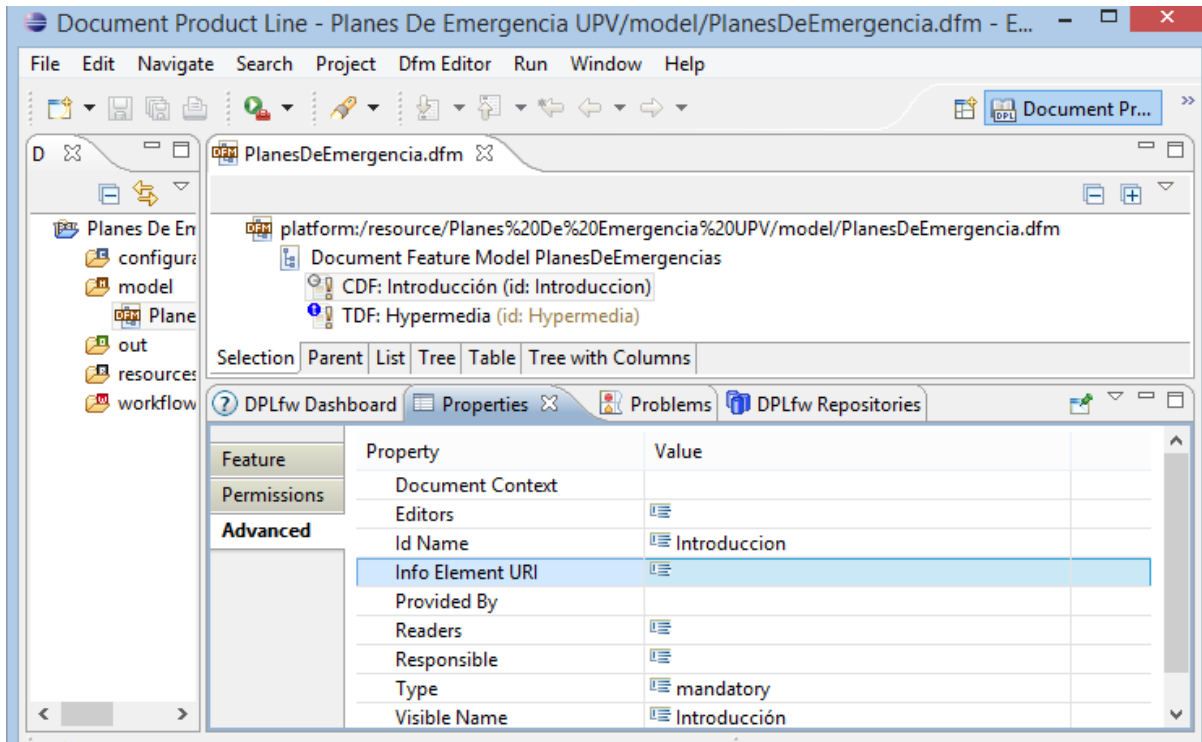 Document Product Line - Planes De Emergencia UPV/model/PlanesDeEmergencia.dfm - E...
File Edit Navigate Search Project Dfm Editor Run Window Help
Document Pr...
D
PlanesDeEmergencia.dfm
Planes De Em
configura
model
Plane
out
resources
workflow
platform:/resource/Planes%20De%20Emergencia%20UPV/model/PlanesDeEmergencia.dfm
Document Feature Model PlanesDeEmergencias
CDF: Introducción (id: Introduccion)
TDF: Hypermedia (id: Hypermedia)
Selection Parent List Tree Table Tree with Columns
DPLfw Dashboard Properties Problems DPLfw Repositories
Feature
Permissions
Advanced
Property Value
Document Context
Editors
Id Name Introduccion
Info Element URI
Provided By
Readers
Responsible
Type mandatory
Visible Name Introducción